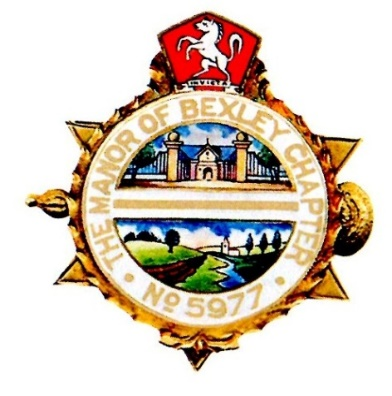 INVICTA
THE MANOR OF BEXLEY CHAPTER
• Nº 5977 •